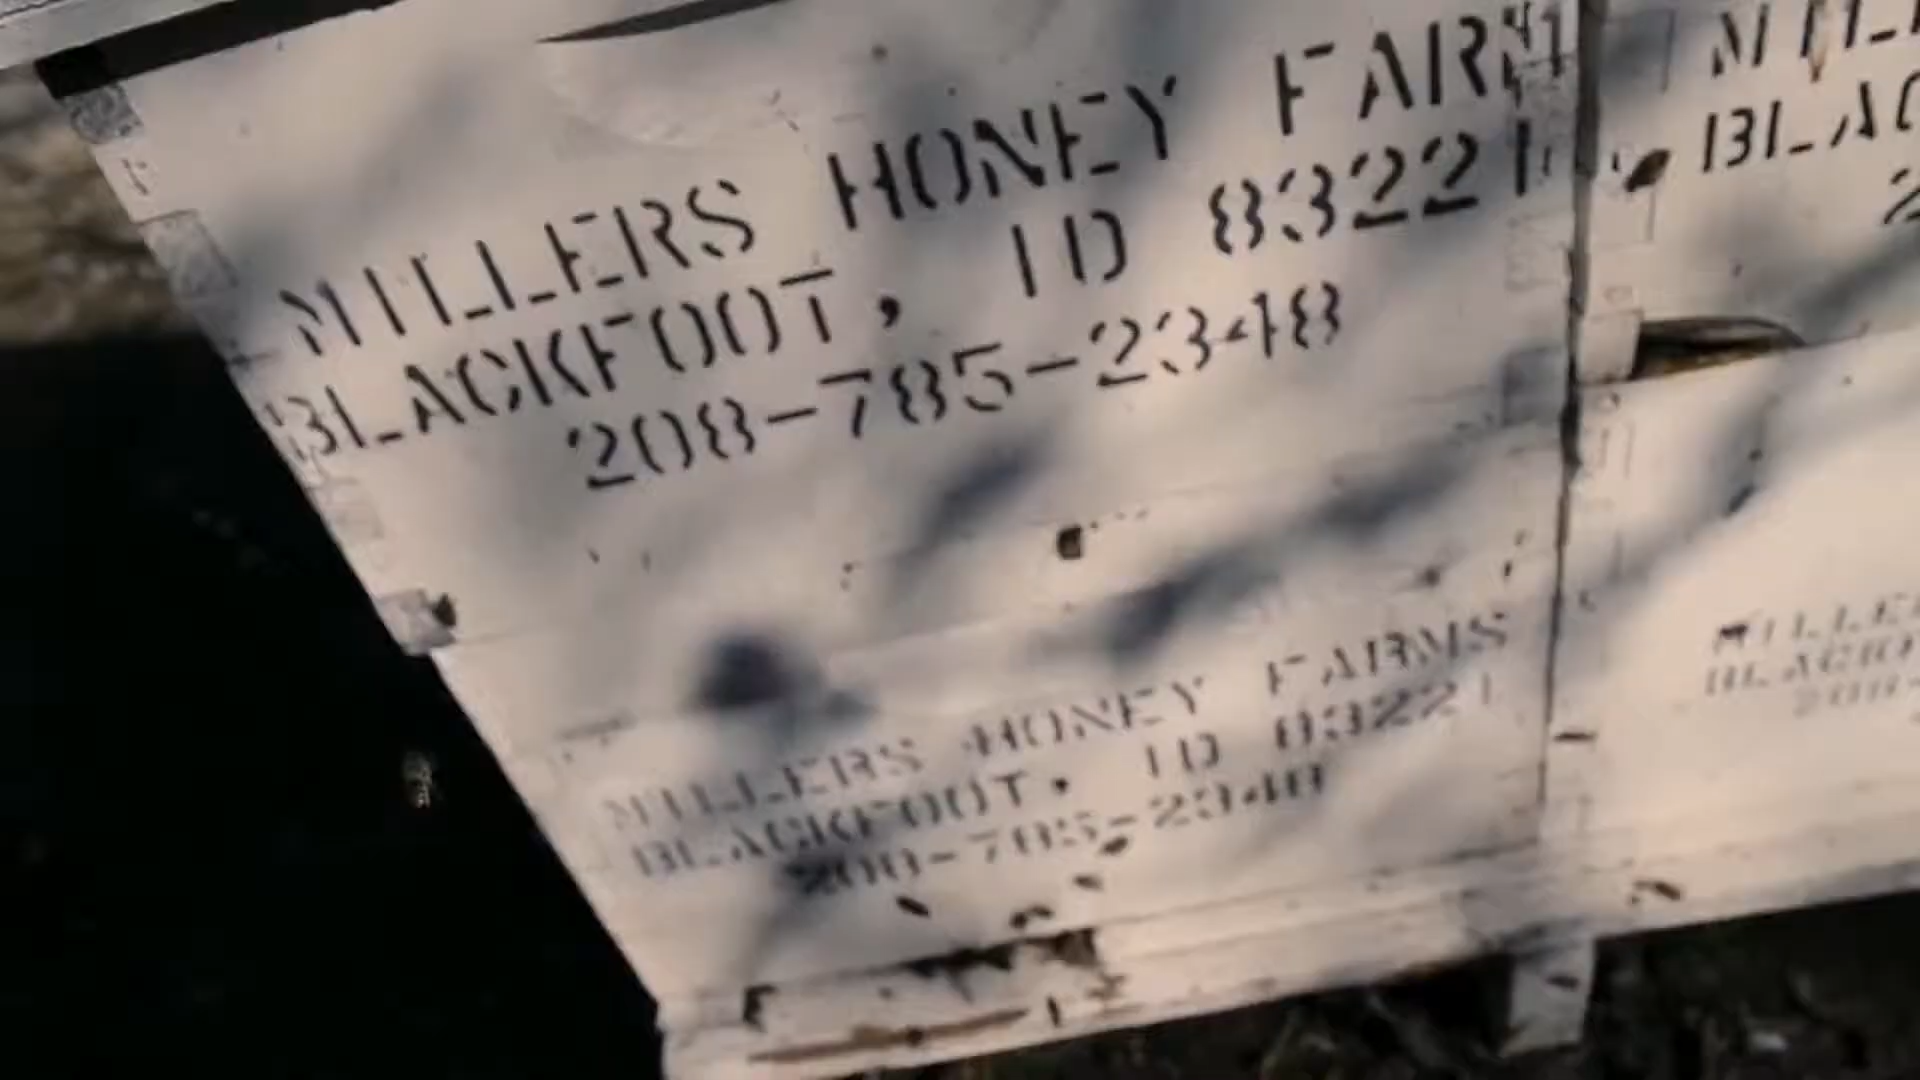 MILLERS HONEY FARM
BLACKFOOT, ID 83221
208-785-2348
MILLERS HONEY FARMS
BLACKFOOT, ID 83221
208-785-2348